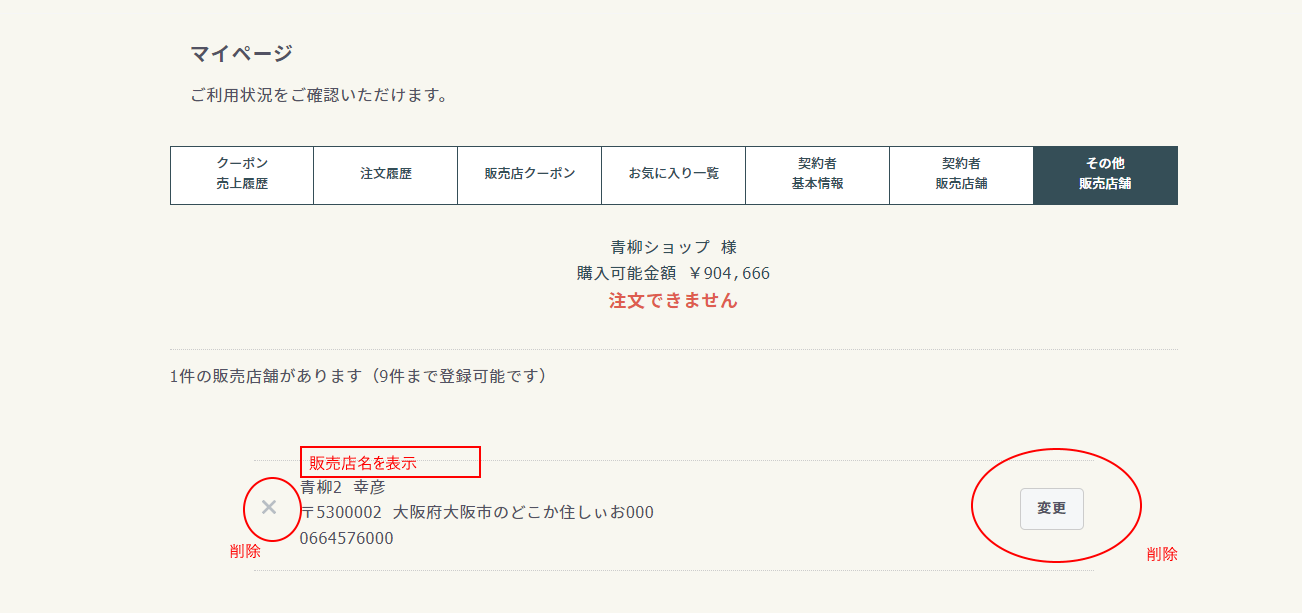 マイページ
ご利用状況をご確認いただけます。
クーポン
売上履歴
注文履歴
販売店クーポン
お気に入り一覧
契約者
基本情報
契約者
販売店舗
その他
販売店舗
青柳ショップ 様
購入可能金額 ￥904,666
注文できません
1件の販売店舗があります（9件まで登録可能です）
販売店名を表示
青柳2 幸彦
〒5300002 大阪府大阪市のどこか住しぃお000
0664576000
変更
削除
削除